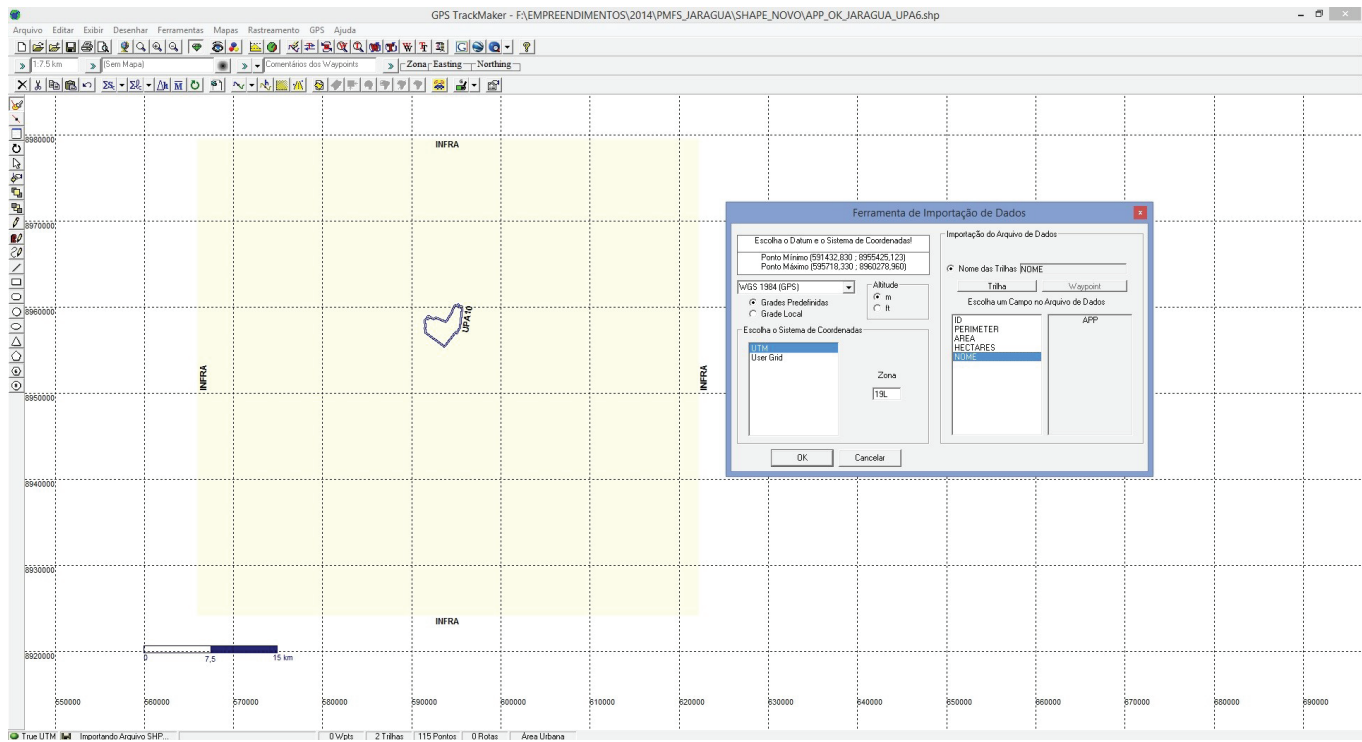 GPS TrackMaker - F:\EMPREENDIMENTOS\2014\PMFS_JARAGUA\SHAPE_NOVO\APP_OK_JARAGUA_UPA6.shp
Arquivo Editar Exibir Desenhar Ferramentas Mapas Rastreamento GPS Ajuda
1:7.5 km (Sem Mapa) Comentários dos Waypoints Zona Easting Northing
8980000
INFRA
8970000
8960000
UPA10
INFRA
INFRA
8950000
8940000
8930000
INFRA
8920000
0 7,5 15 km
550000 560000 570000 580000 590000 600000 610000 620000 630000 640000 650000 660000 670000 680000 690000
Ferramenta de Importação de Dados
Escolha o Datum e o Sistema de Coordenadas!
Ponto Mínimo (591432,830 ; 8955425,123)
Ponto Máximo (595718,330 ; 8960278,960)
WGS 1984 (GPS)
Altitude
m
ft
Grades Predefinidas
Grade Local
Escolha o Sistema de Coordenadas
UTM
User Grid
Zona
19L
OK Cancelar
Importação do Arquivo de Dados
Nome das Trilhas NOME
Trilha Waypoint
Escolha um Campo no Arquivo de Dados
ID
PERIMETER
AREA
HECTARES
NOME
APP
True UTM Importando Arquivo SHP... 0 Wpts 2 Trilhas 115 Pontos 0 Rotas Área Urbana